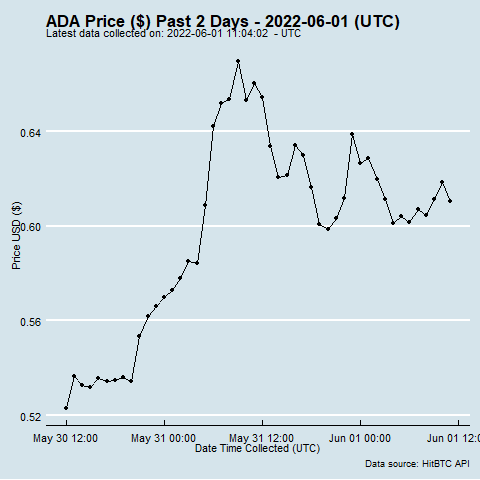 ADA Price ($) Past 2 Days - 2022-06-01 (UTC)
Latest data collected on: 2022-06-01 11:04:02 - UTC
0.64
0.60
0.56
0.52
Price USD ($)
May 30 12:00
May 31 00:00
May 31 12:00
Jun 01 00:00
Jun 01 12:0
Date Time Collected (UTC)
Data source: HitBTC API